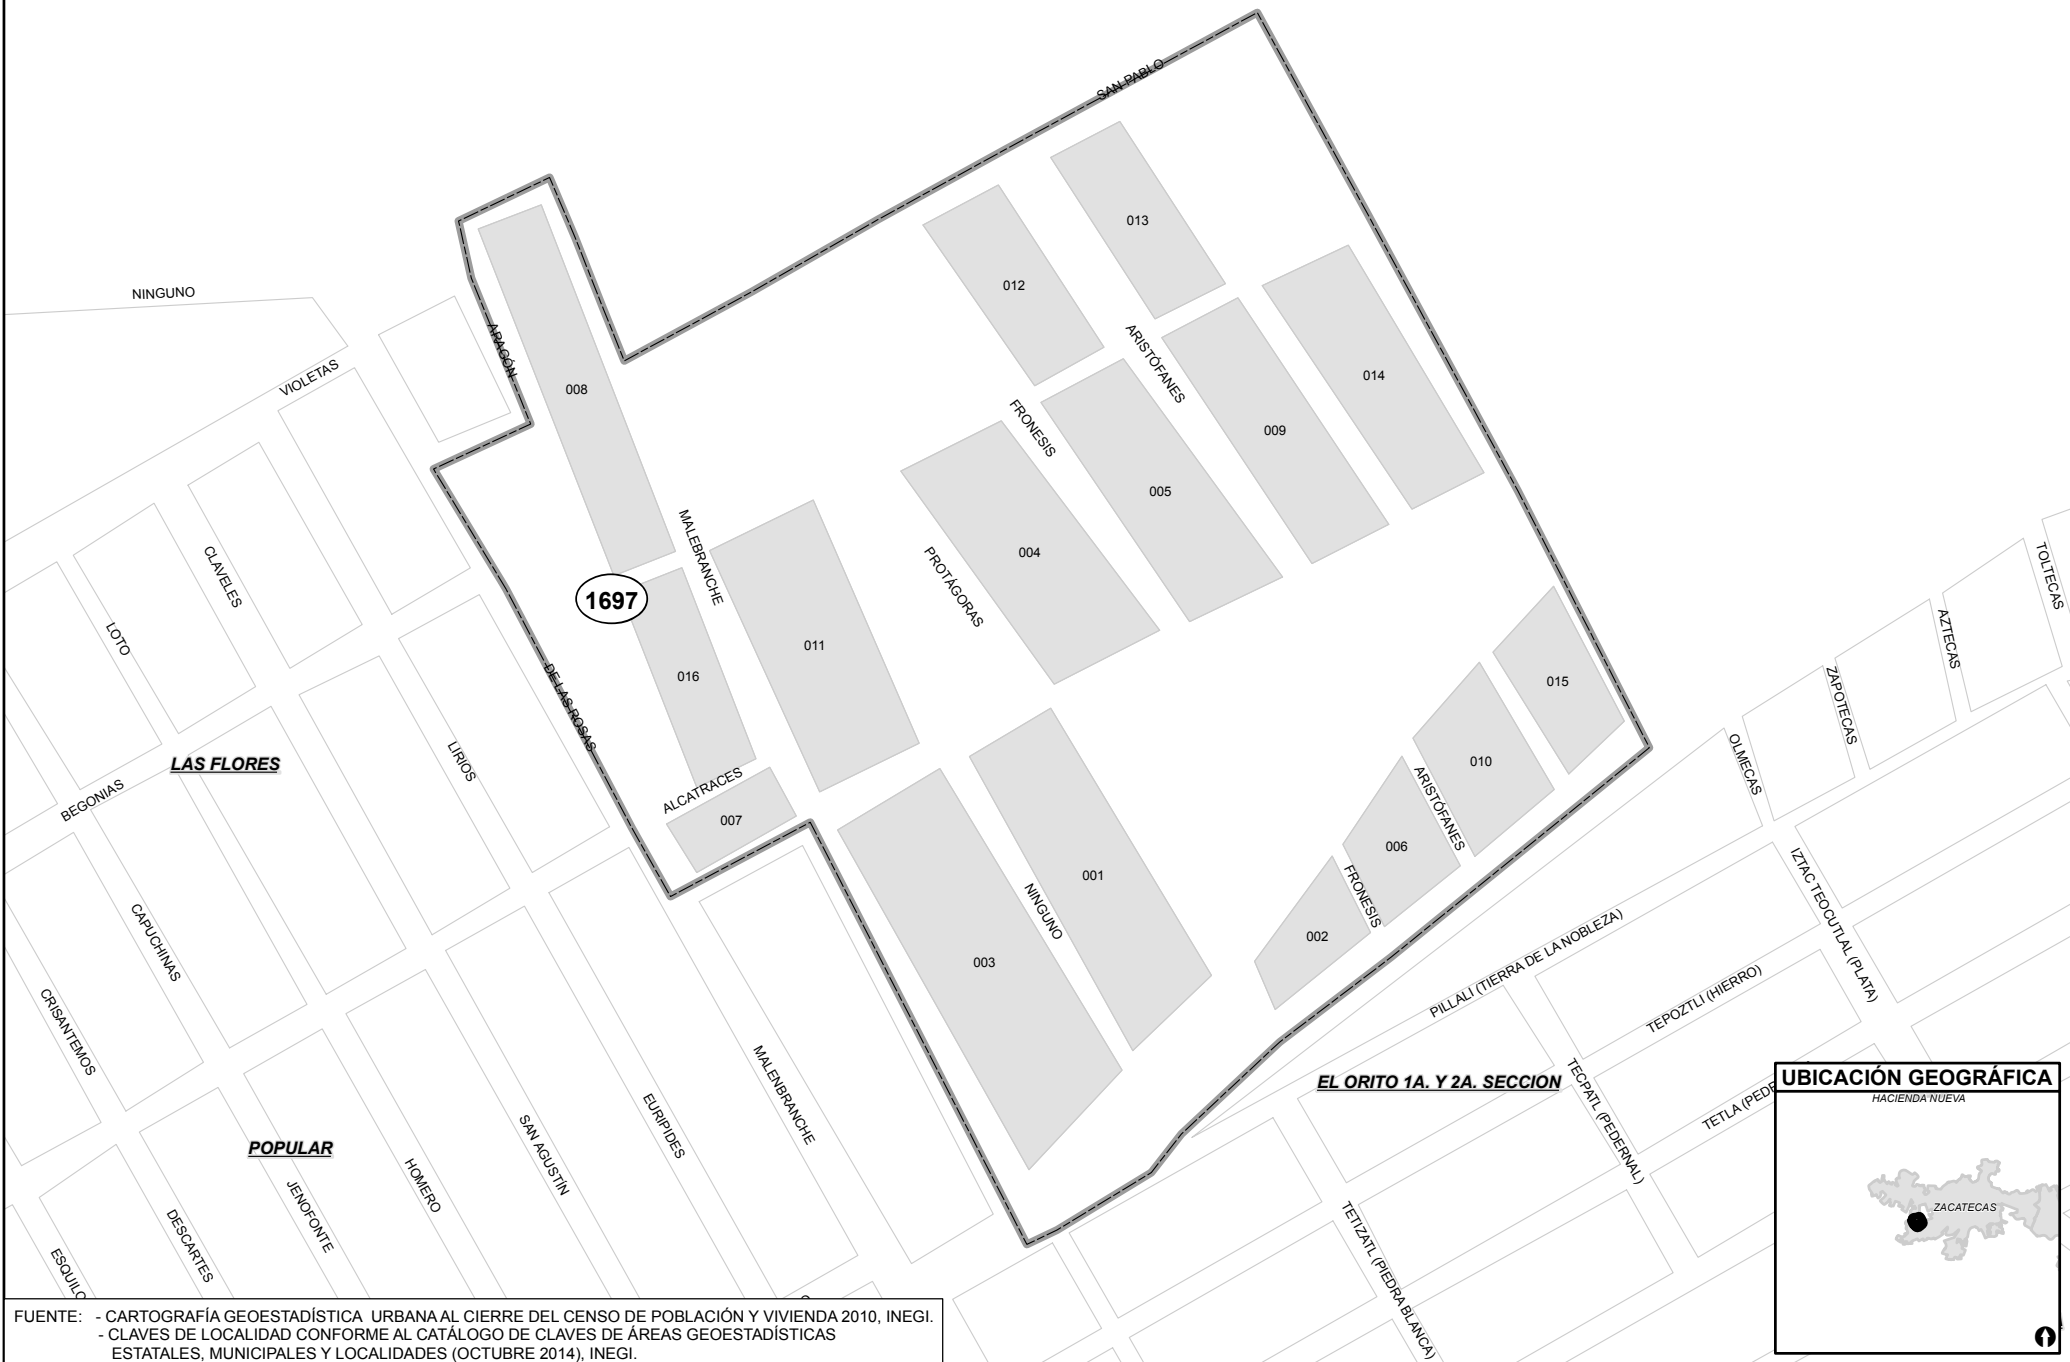 SAN PABLO
013
012
NINGUNO
ARAGÓN
ARISTÓFANES
VIOLETAS
008
014
FRONESIS
009
005
MALEBRANCHE
004
CLAVELES
PROTÁGORAS
TOLTECAS
1697
AZTECAS
LOTO
011
016
015
DE LAS ROSAS
ZAPOTECAS
LIRIOS
LAS FLORES
010
OLMECAS
ALCATRACES
BEGONIAS
007
ARISTÓFANES
006
001
FRONESIS
IZTAC TEOCUTLAL (PLATA)
NINGUNO
002
CAPUCHINAS
003
PILLALI (TIERRA DE LA NOBLEZA)
TEPOZTLI (HIERRO)
CRISANTEMOS
MALENBRANCHE
EL ORITO 1A. Y 2A. SECCION
TECPATL (PEDERNAL)
TETLA (PEDE
EURIPIDES
SAN AGUSTÍN
POPULAR
HOMERO
JENOFONTE
DESCARTES
ESQUILO
TETIZATL (PIEDRA BLANCA)
UBICACIÓN GEOGRÁFICA
HACIENDA NUEVA
ZACATECAS
FUENTE: - CARTOGRAFÍA GEOESTADÍSTICA URBANA AL CIERRE DEL CENSO DE POBLACIÓN Y VIVIENDA 2010, INEGI.
- CLAVES DE LOCALIDAD CONFORME AL CATÁLOGO DE CLAVES DE ÁREAS GEOESTADÍSTICAS
ESTATALES, MUNICIPALES Y LOCALIDADES (OCTUBRE 2014), INEGI.